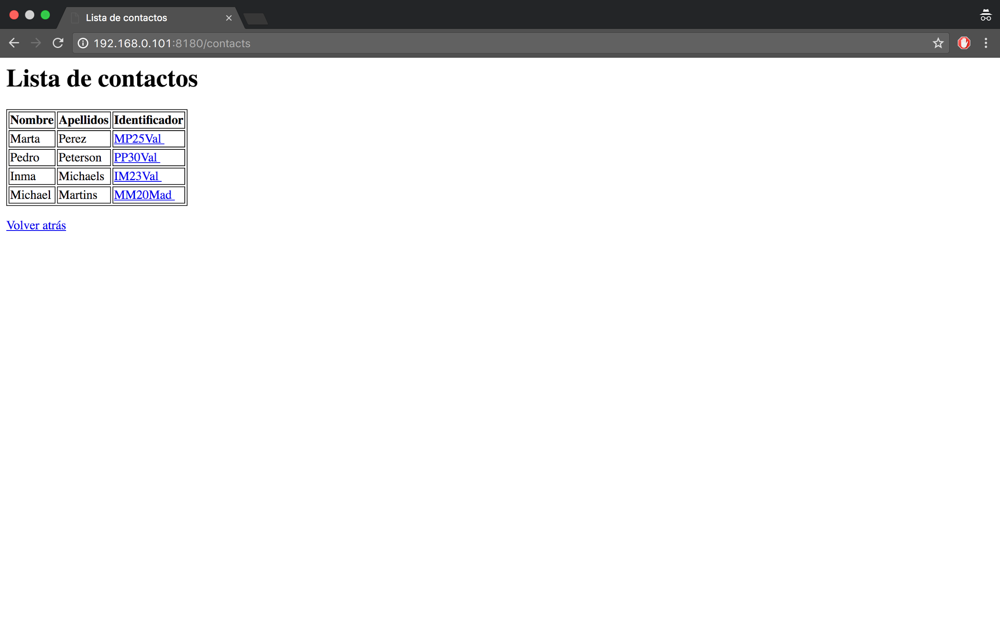 Lista de contactos
192.168.0.101:8180/contacts
Lista de contactos
Nombre Apellidos Identificador
Marta Perez MP25Val
Pedro Peterson PP30Val
Inma Michaels IM23Val
Michael Martins MM20Mad
Volver atrás